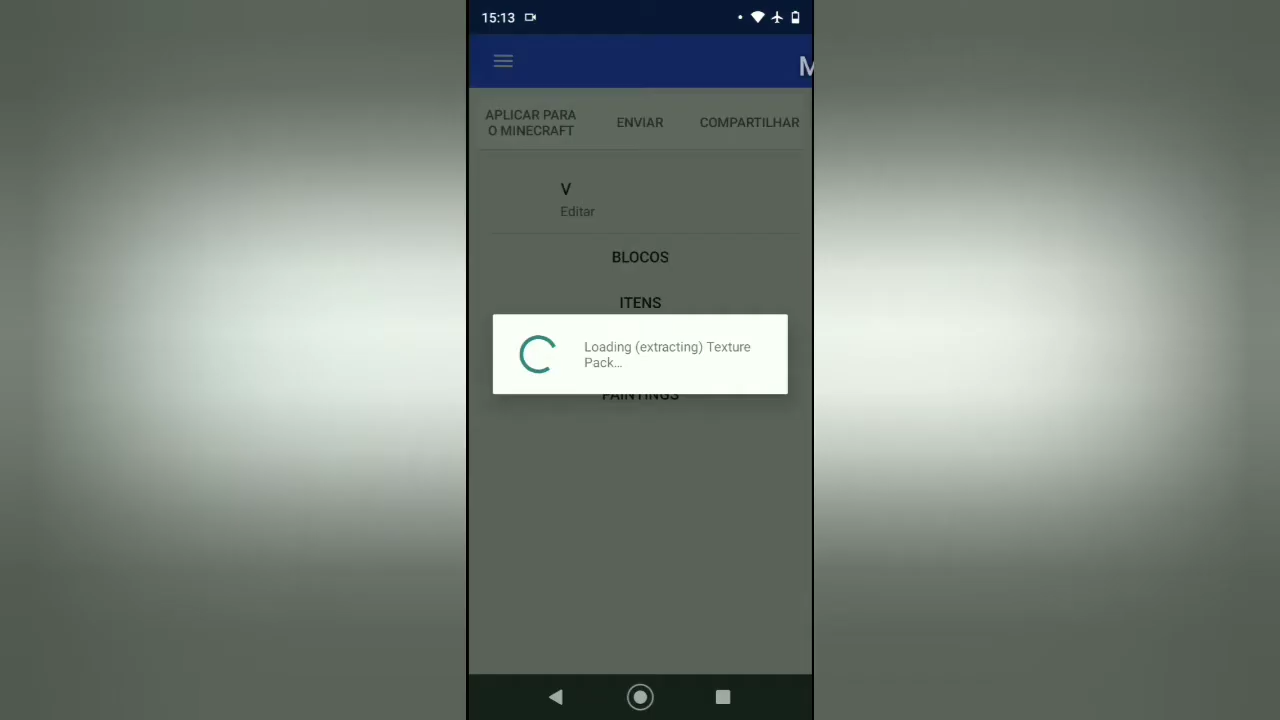 15:13
M
APLICAR PARA
O MINECRAFT
ENVIAR
COMPARTILHAR
V
Editar
BLOCOS
ITENS
Loading (extracting) Texture
Pack...
PAINTINGS